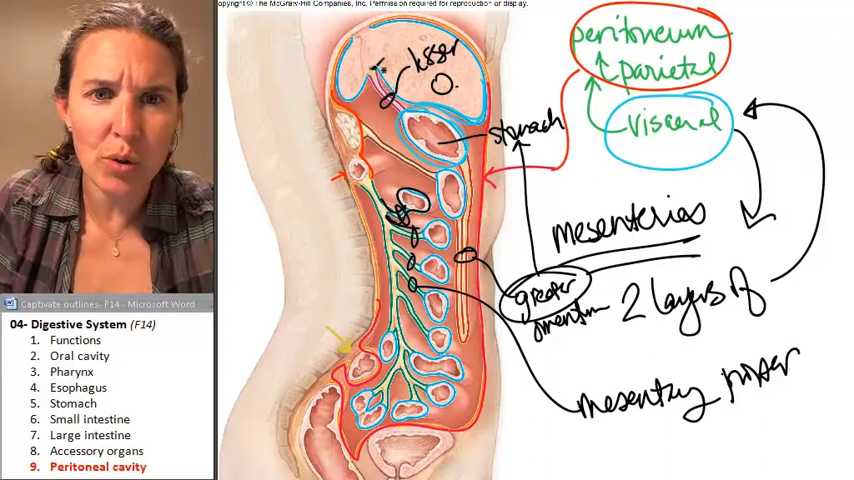 opyright © The McGraw-Hill Companies, Inc. Permission required for reproduction or display.
lesser
O.
peritoneum
parietal
visceral
stomach
mesenteries
greater
omentum
2 layers of
mesentery proper
Captivate outlines- F14 - Microsoft Word
04- Digestive System (F14)
1. Functions
2. Oral cavity
3. Pharynx
4. Esophagus
5. Stomach
6. Small intestine
7. Large intestine
8. Accessory organs
9. Peritoneal cavity